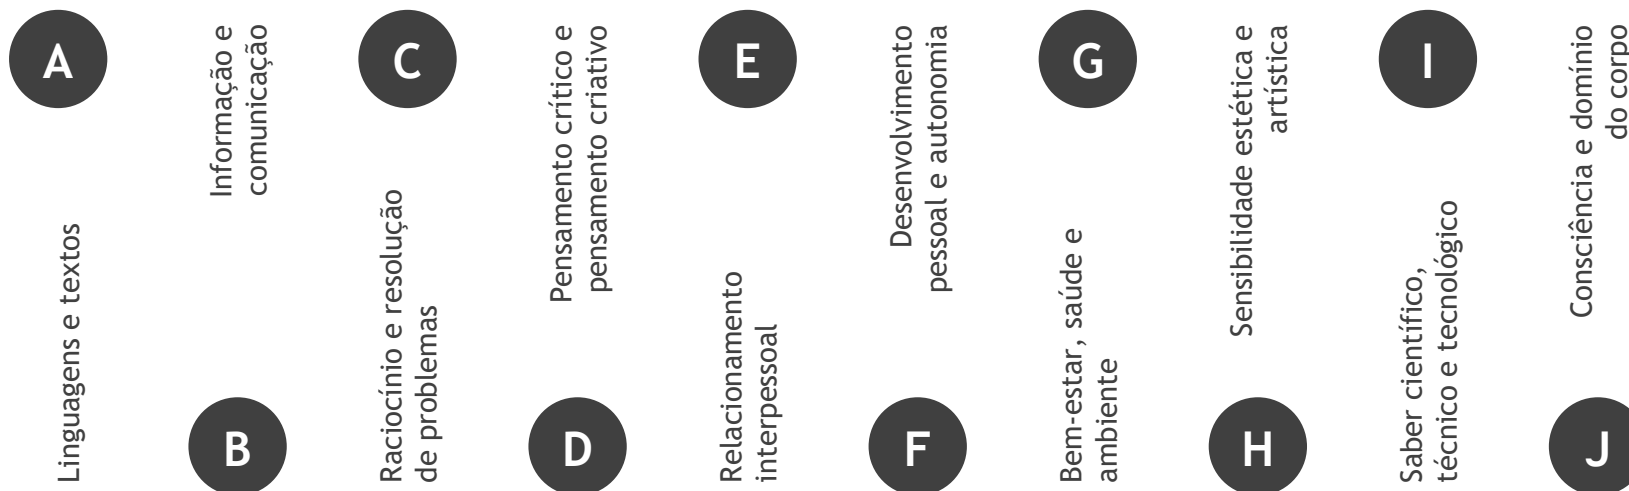 A
Linguagens e textos
B
Informação e
comunicação
C
Raciocínio e resolução
de problemas
D
Pensamento crítico e
pensamento criativo
E
Relacionamento
interpessoal
F
Desenvolvimento
pessoal e autonomia
G
Bem-estar, saúde e
ambiente
H
Sensibilidade estética e
artística
I
Saber científico,
técnico e tecnológico
J
Consciência e domínio
do corpo